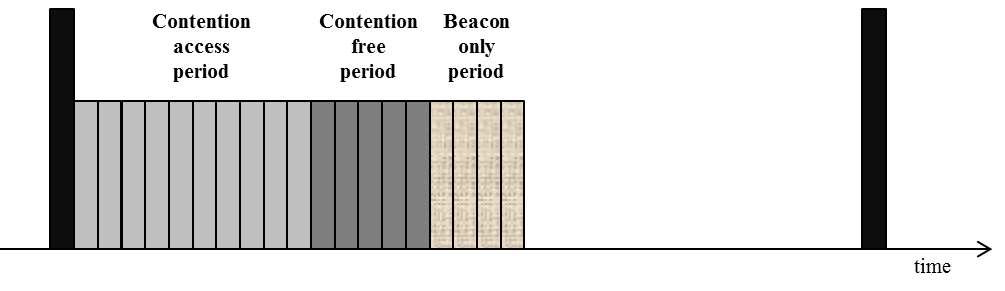 Contention
access
period
Contention
free
period
Beacon
only
period
time